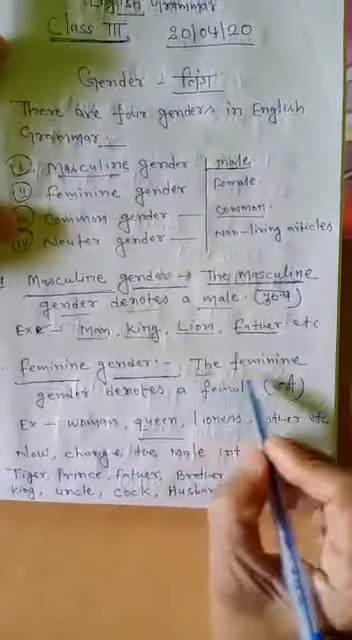 English Grammar
Class III 20/04/20
Gender - लिंग
There are four genders in English
Grammar.
(i) Masculine gender male
(ii) Feminine gender Female
(iii) Common gender — Common
(iv) Neuter gender — Non-living articles
1. Masculine gender → The Masculine
gender denotes a male. (पुरुष)
Ex - Man, King, Lion, Father etc.
Feminine gender:- The feminine
gender denotes a
Ex - woman, queen, lioness, etc
Now, change the male
Tiger, Prince, Father, Brother
King, uncle, cock,